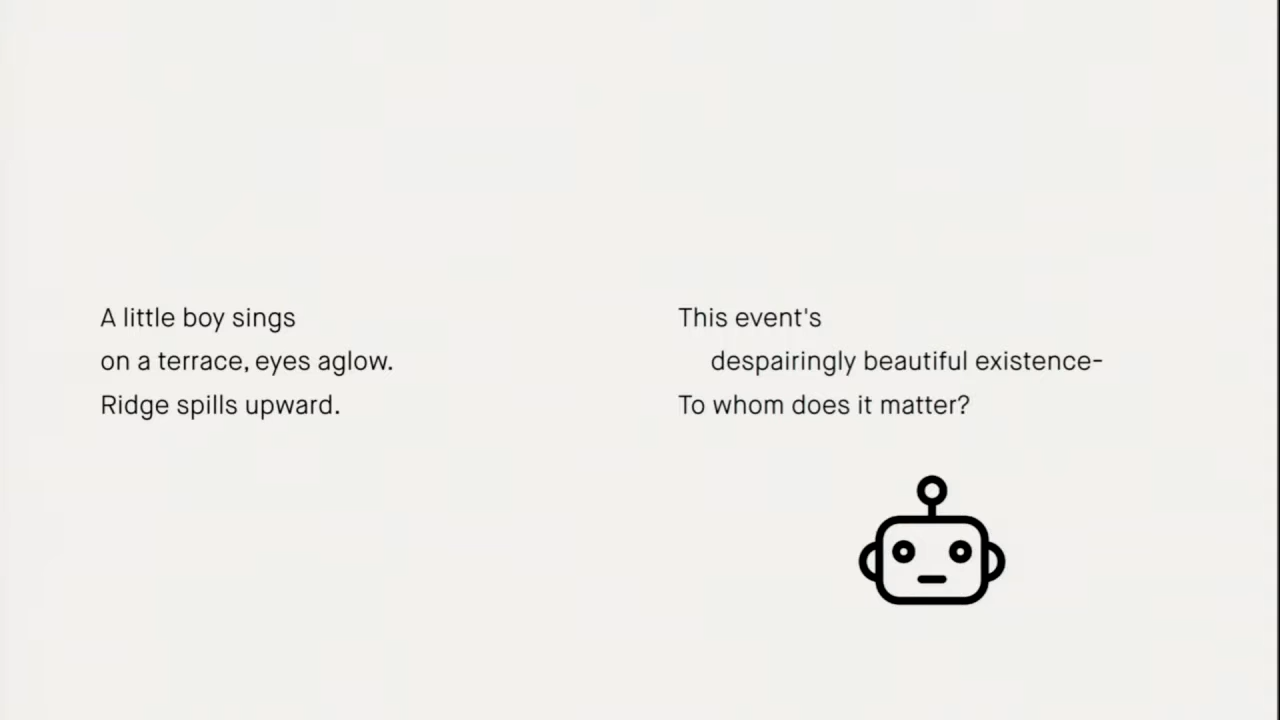 A little boy sings
on a terrace, eyes aglow.
Ridge spills upward.
This event's
despairingly beautiful existence-
To whom does it matter?